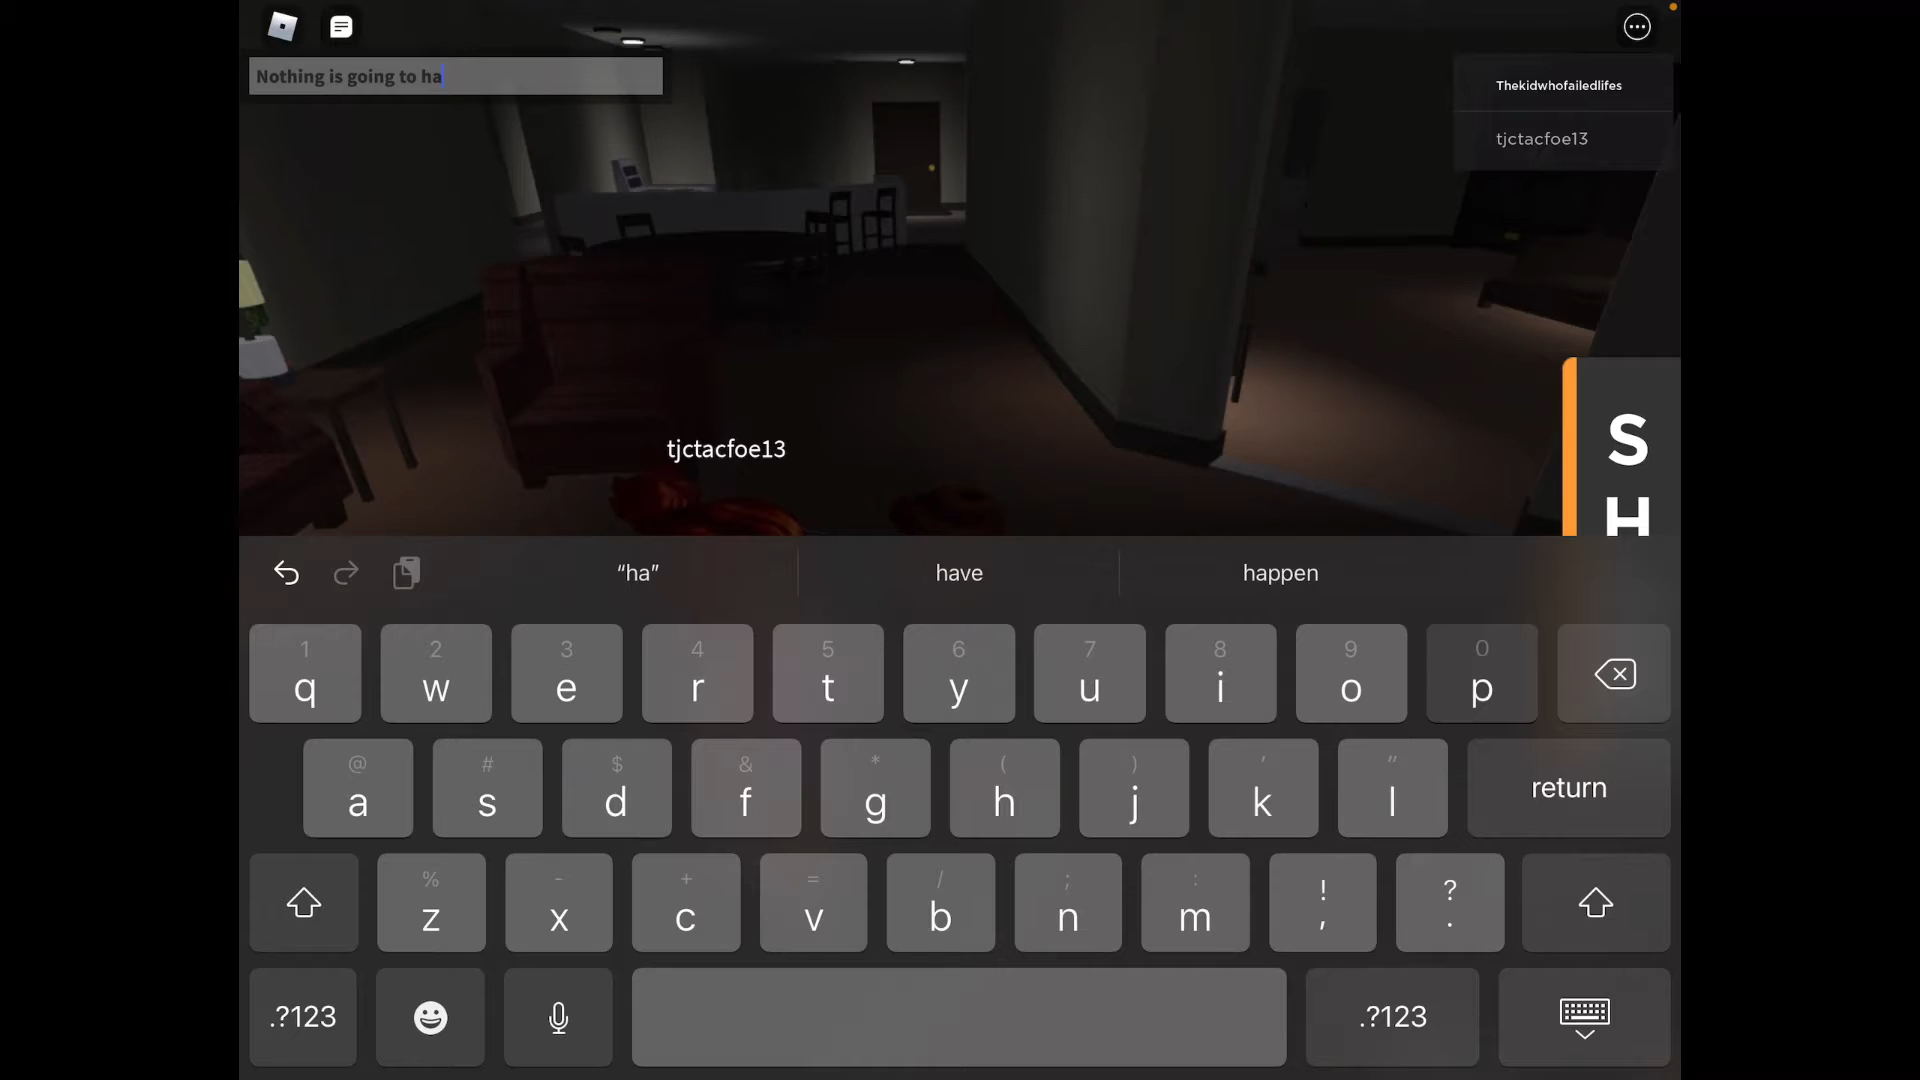 Nothing is going to ha
Thekidwhofailedlifes
tjctacfoe13
S
H
tjctacfoe13
“ha” have happen
1 2 3 4 5 6 7 8 9 0
q w e r t y u i o p
@ # $ & * ( ) ' "
a s d f g h j k l return
% - + = / ; : ! ?
z x c v b n m , .
.?123 .?123